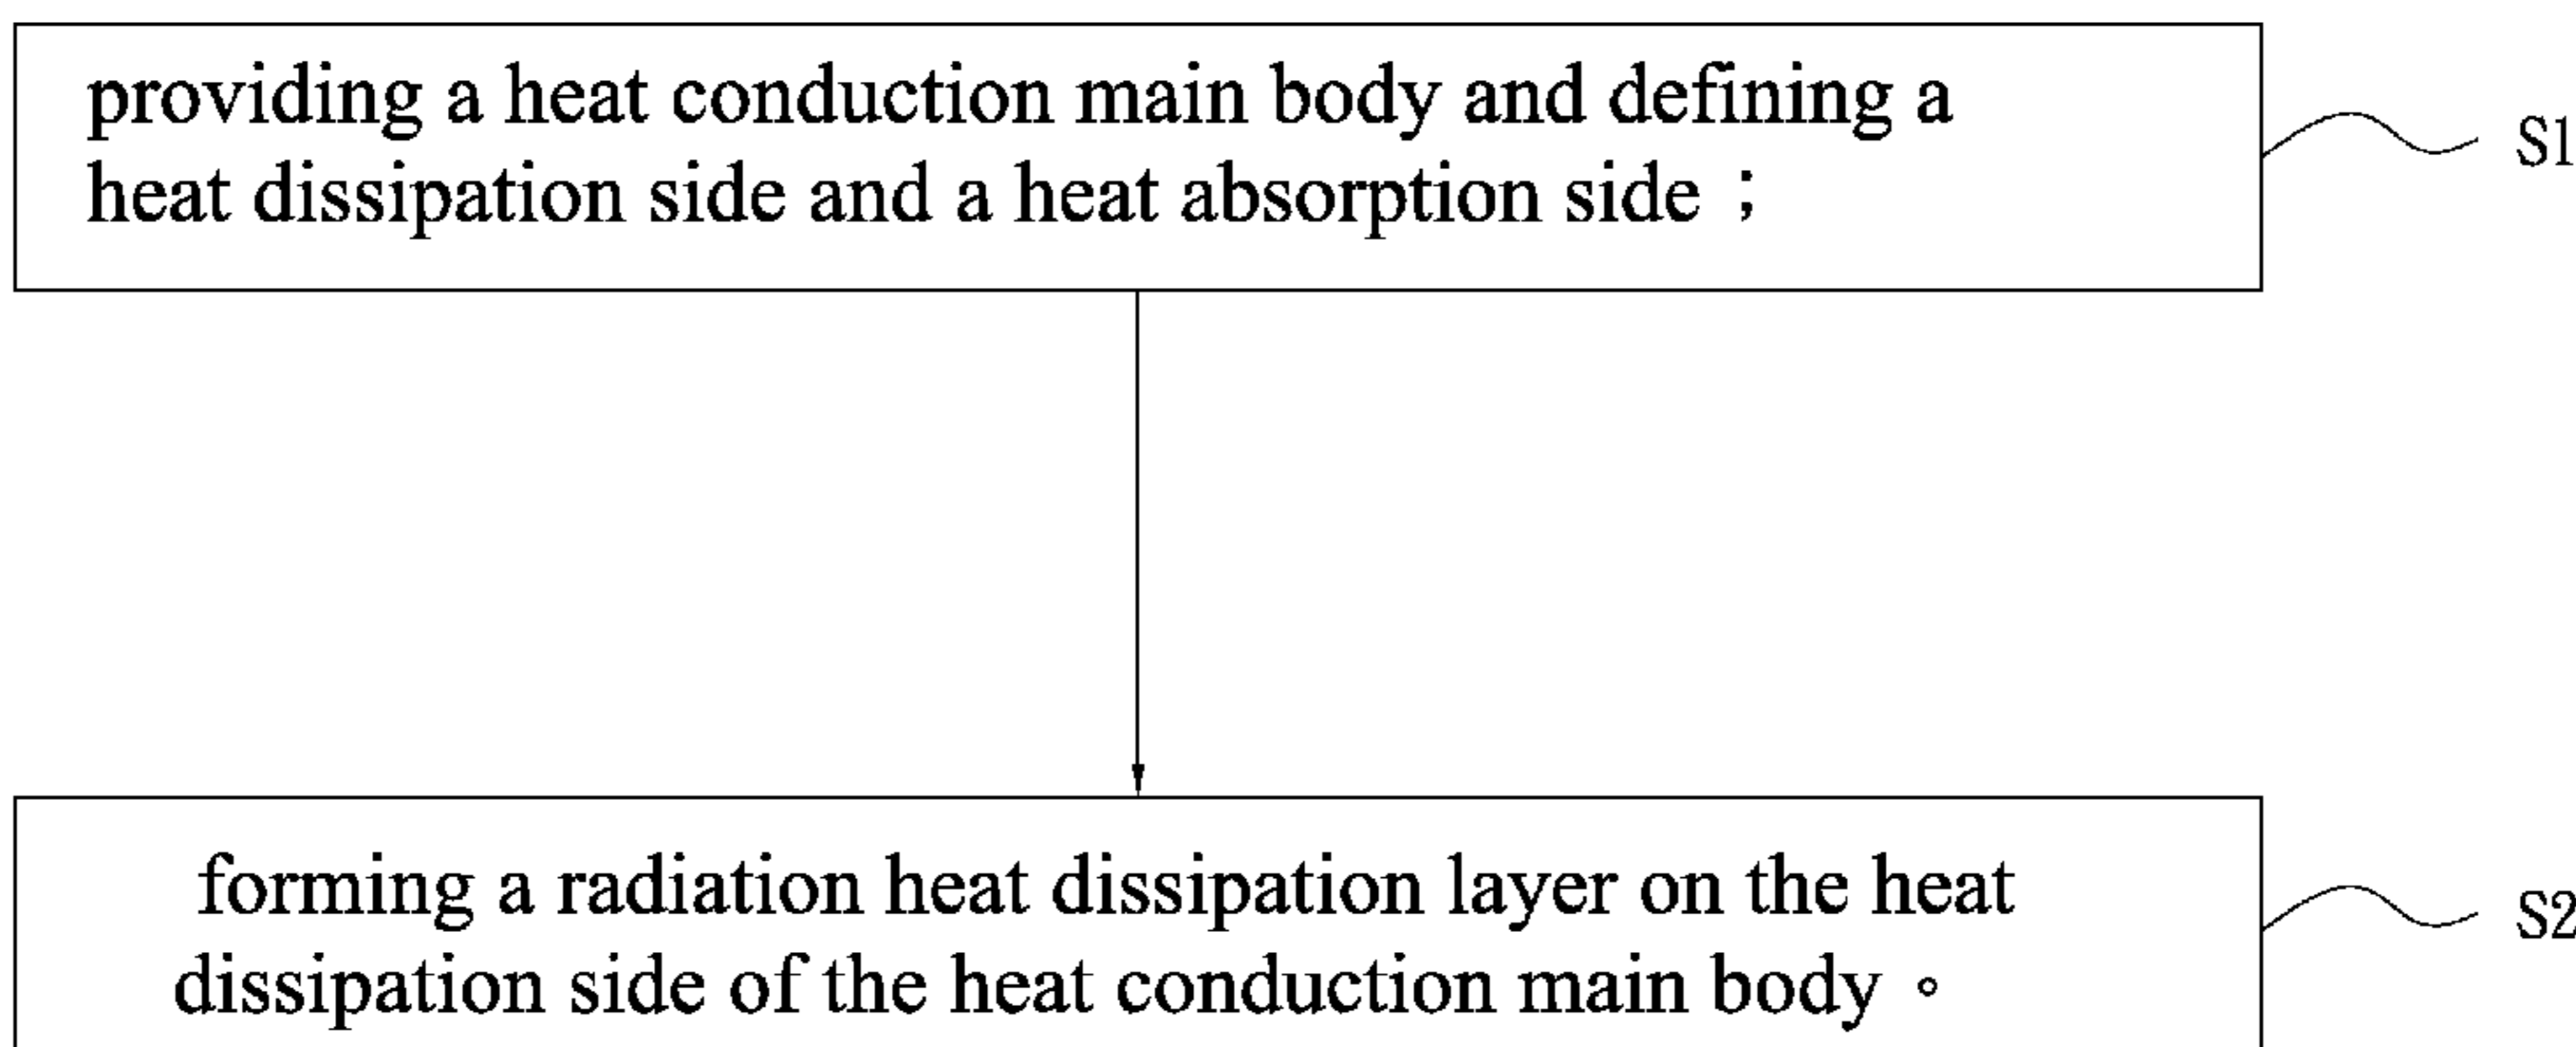 providing a heat conduction main body and defining a
heat dissipation side and a heat absorption side；
S1
forming a radiation heat dissipation layer on the heat
dissipation side of the heat conduction main body。
S2